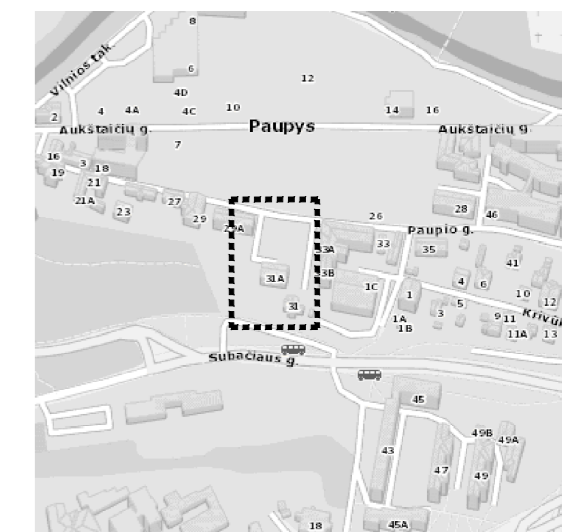 8
Vilnios tak.
6
12
4D
2
4
4A
4C
10
14
16
Aukštaičių g.
Paupys
Aukštaičių g.
7
16
3
18
19
21
21A
23
27
29
29A
26
28
46
Paupio g.
33A
33
35
41
31A
33B
1C
1
4
6
10
12
31
3
5
1A
1B
9
11
11A
13
Krivūl
Subačiaus g.
45
43
49B
49A
47
49
18
45A